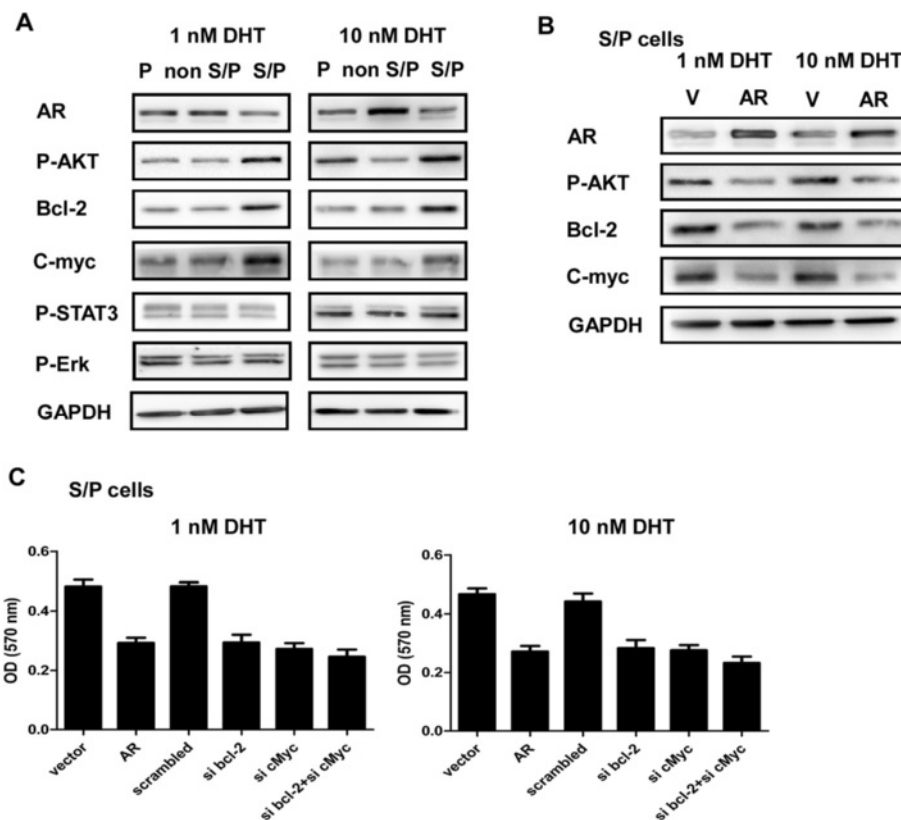 A
1 nM DHT
10 nM DHT
P non S/P S/P
P non S/P S/P
AR
P-AKT
Bcl-2
C-myc
P-STAT3
P-Erk
GAPDH
B
S/P cells
1 nM DHT 10 nM DHT
V AR V AR
AR
P-AKT
Bcl-2
C-myc
GAPDH
C
S/P cells
1 nM DHT
OD (570 nm)
0.6
0.4
0.2
0.0
vector
AR
scrambled
si bcl-2
si cMyc
si bcl-2+si cMyc
10 nM DHT
OD (570 nm)
0.6
0.4
0.2
0.0
vector
AR
scrambled
si bcl-2
si cMyc
si bcl-2+si cMyc